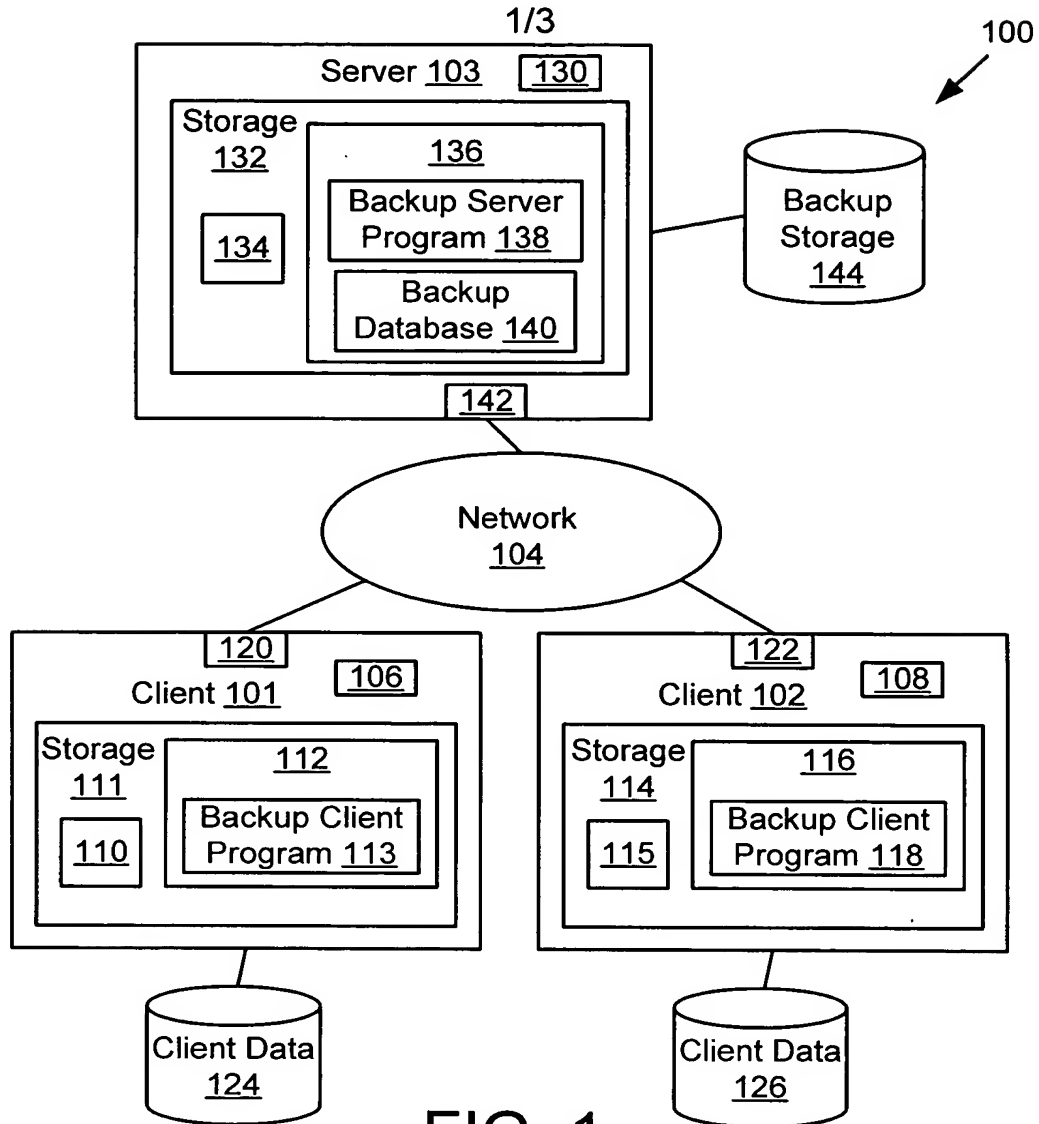 1/3
100
Server 103
130
Storage
132
136
Backup Server
Program 138
134
Backup
Database 140
Backup
Storage
144
142
Network
104
120
106
Client 101
Storage
111
112
Backup Client
Program 113
110
122
108
Client 102
Storage
114
116
Backup Client
Program 118
115
Client Data
124
Client Data
126
FIG. 1